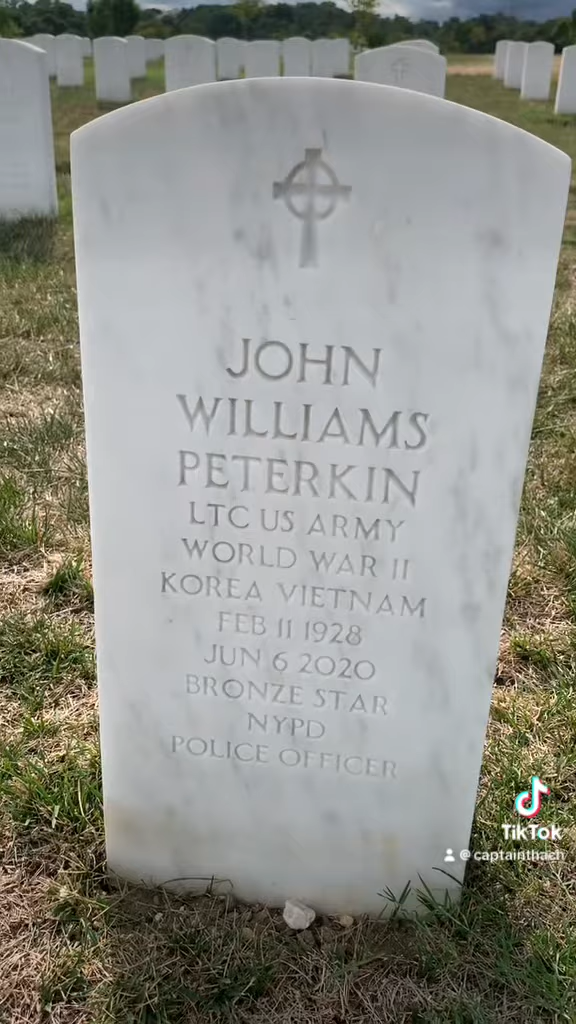 JOHN
WILLIAMS
PETERKIN
LTC US ARMY
WORLD WAR II
KOREA VIETNAM
FEB 11 1928
JUN 6 2020
BRONZE STAR
NYPD
POLICE OFFICER
TikTok
@captainthach